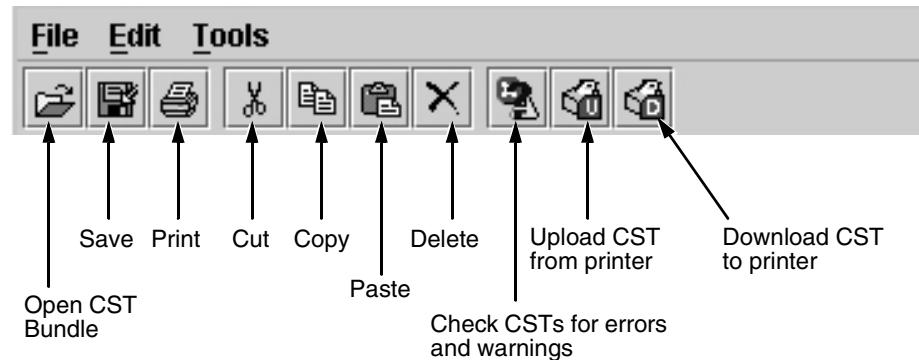 File Edit Tools
U D
Save Print Cut Copy Delete Upload CST Download CST
from printer to printer
Paste
Open CST
Bundle
Check CSTs for errors
and warnings